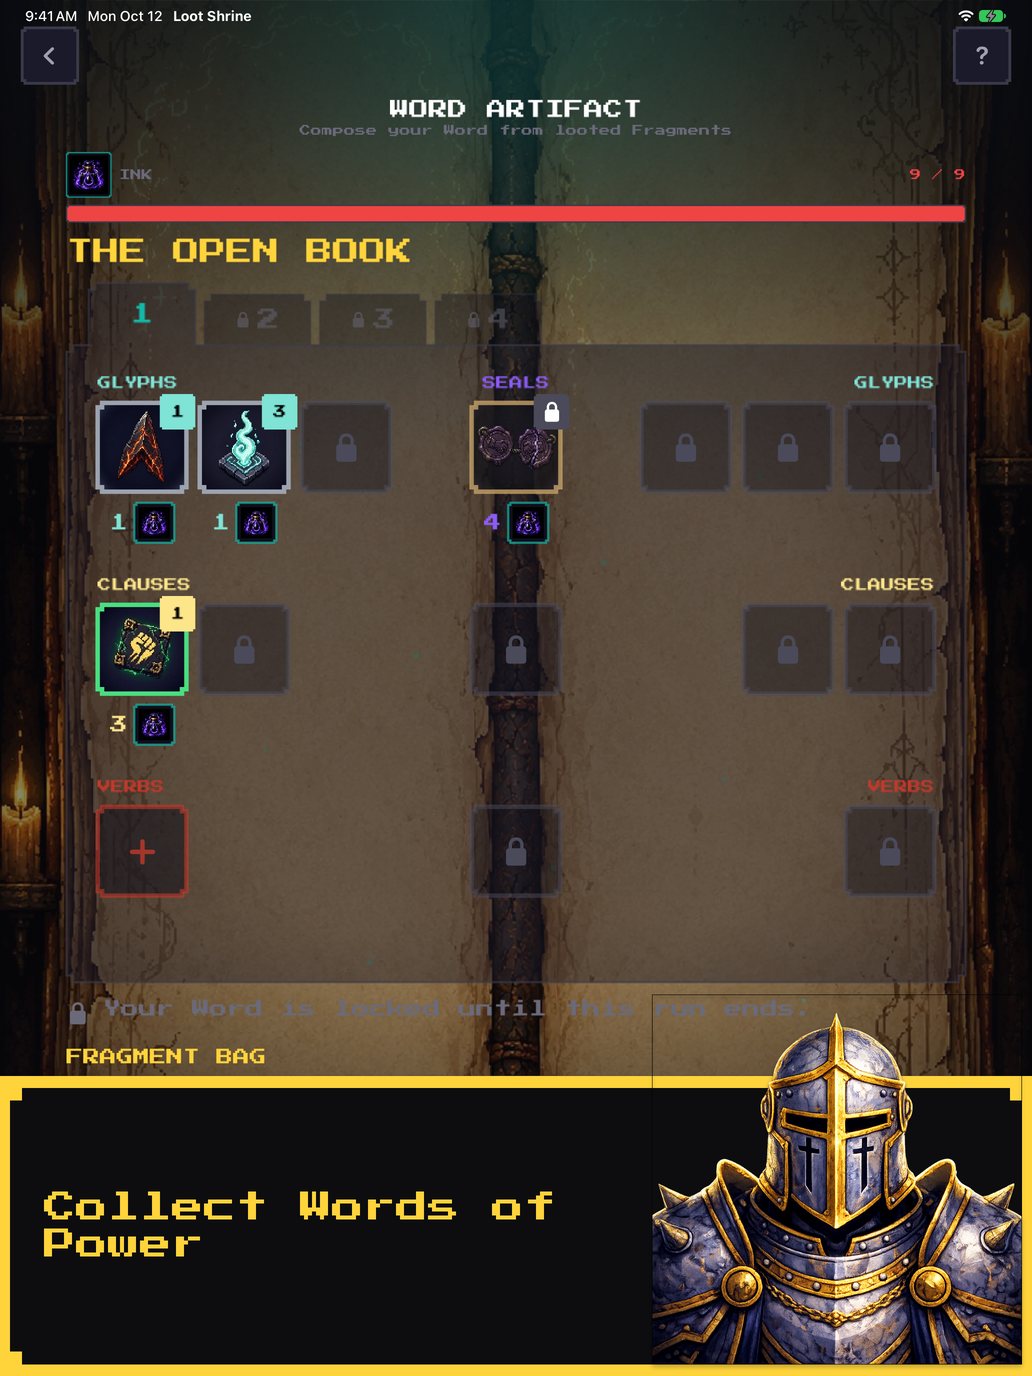 9:41 AM Mon Oct 12 Loot Shrine
?
WORD ARTIFACT
Compose your Word from looted Fragments
INK 9 / 9
THE OPEN BOOK
1 2 3 4
GLYPHS SEALS GLYPHS
1 3
1 1 4
CLAUSES CLAUSES
1
3
VERBS VERBS
+
Your Word is locked until this run ends.
FRAGMENT BAG
Collect Words of
Power